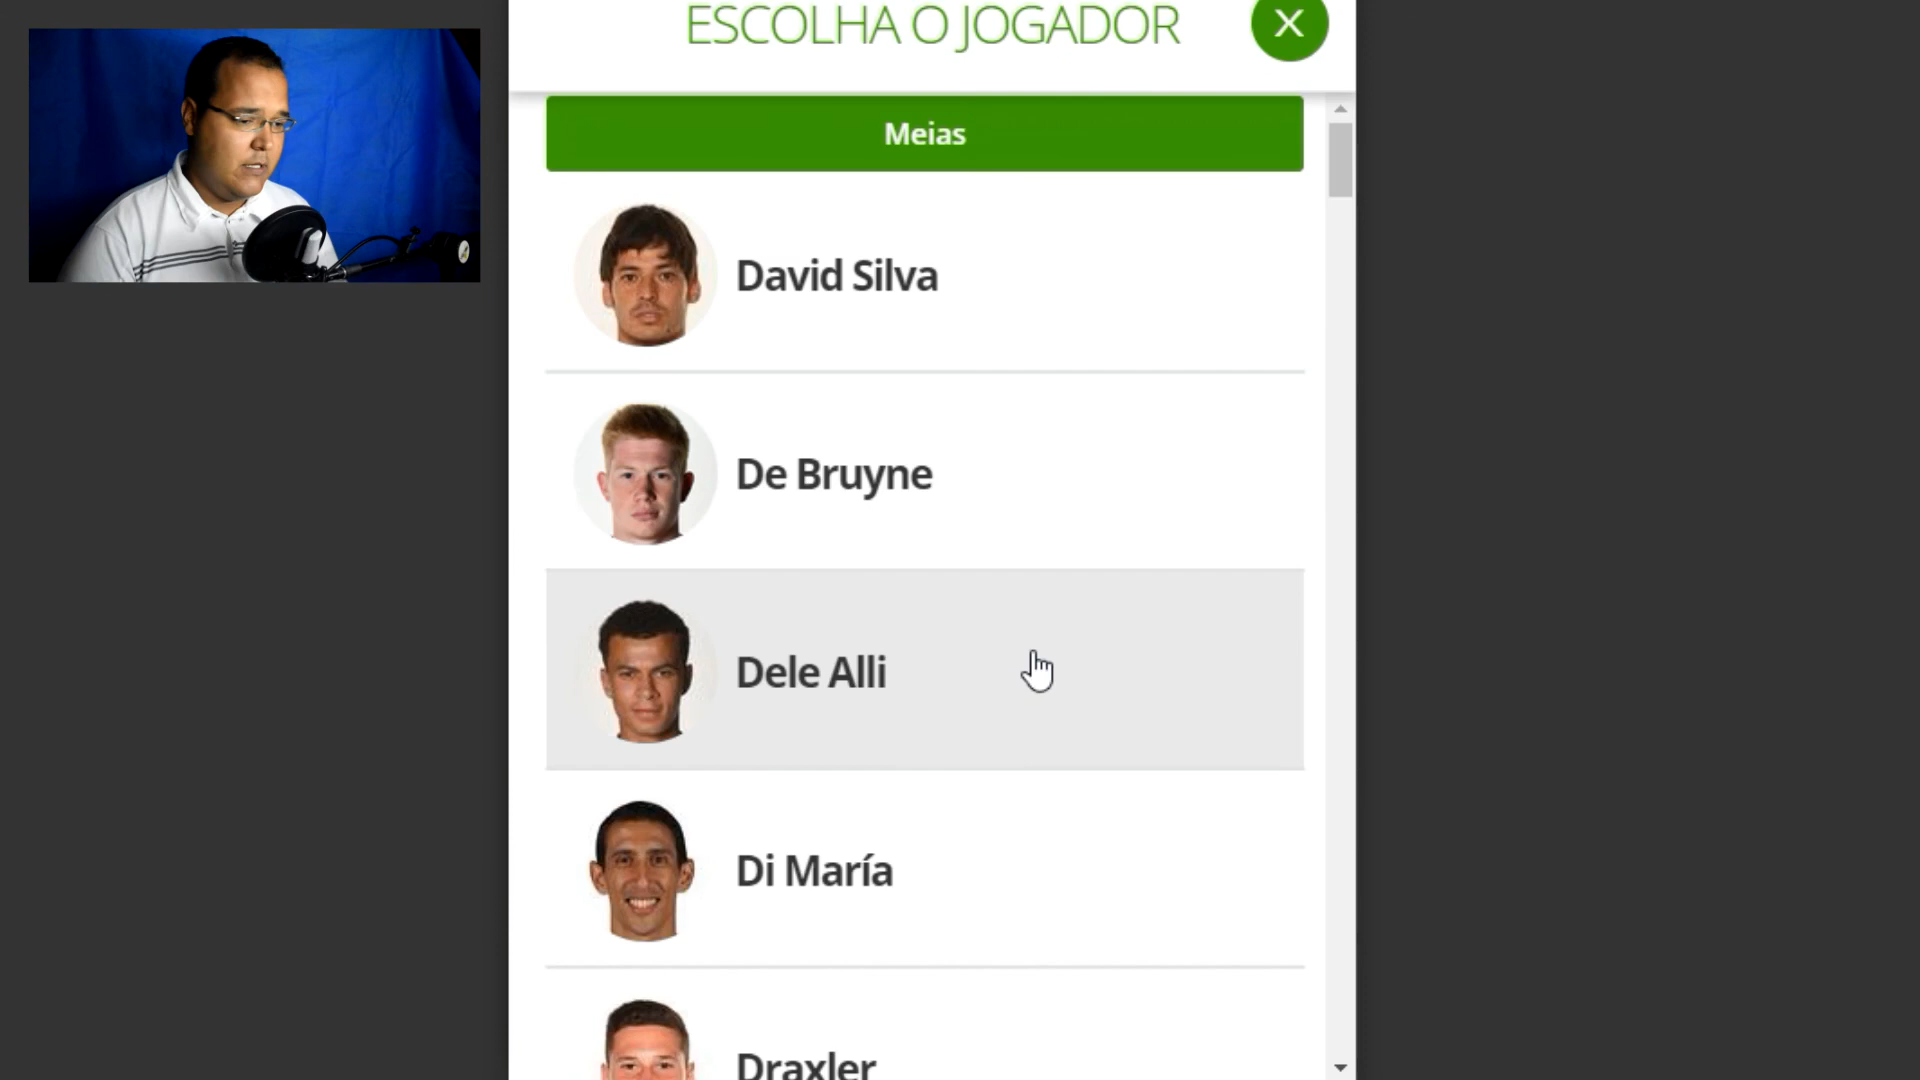 ESCOLHA O JOGADOR
X
Meias
David Silva
De Bruyne
Dele Alli
Di María
Draxler